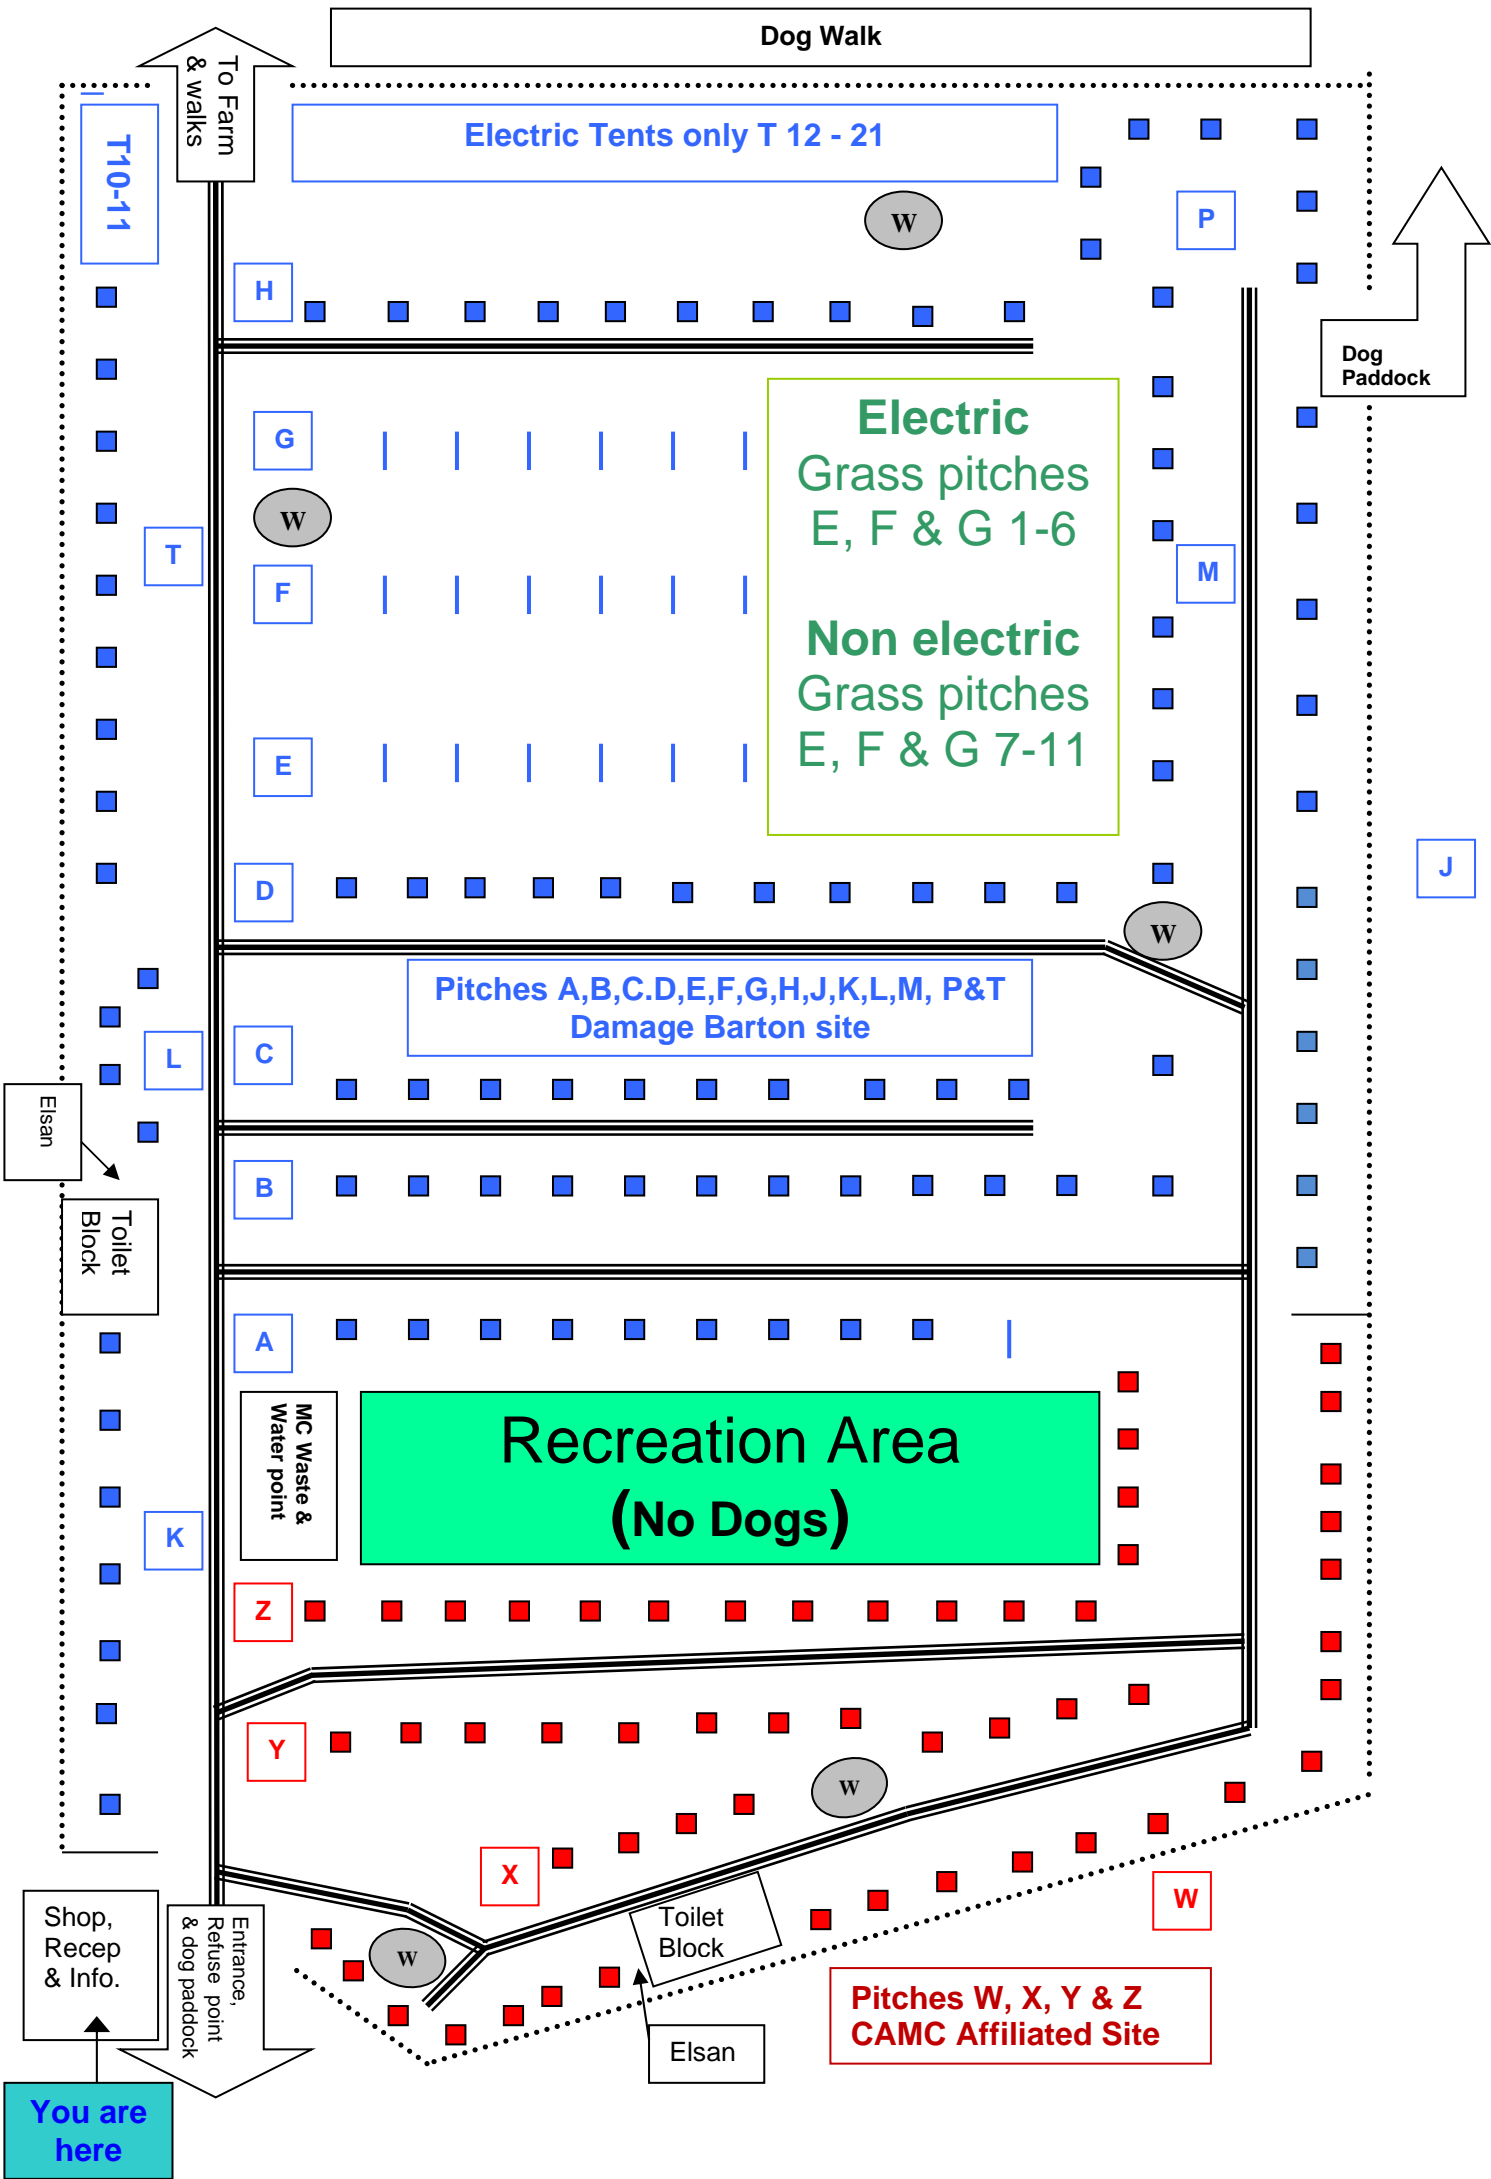 Dog Walk
To Farm
& walks
T10-11
Electric Tents only T 12 - 21
W
P
H
Dog
Paddock
G
W
T
F
E
Electric
Grass pitches
E, F & G 1-6
Non electric
Grass pitches
E, F & G 7-11
M
J
D
W
Pitches A,B,C.D,E,F,G,H,J,K,L,M, P&T
Damage Barton site
L
C
Elsan
B
Toilet
Block
A
MC Waste &
Water point
Recreation Area
(No Dogs)
K
Z
Y
W
X
W
Shop,
Recep
& Info.
Entrance,
Refuse point
& dog paddock
W
Toilet
Block
Elsan
Pitches W, X, Y & Z
CAMC Affiliated Site
You are
here